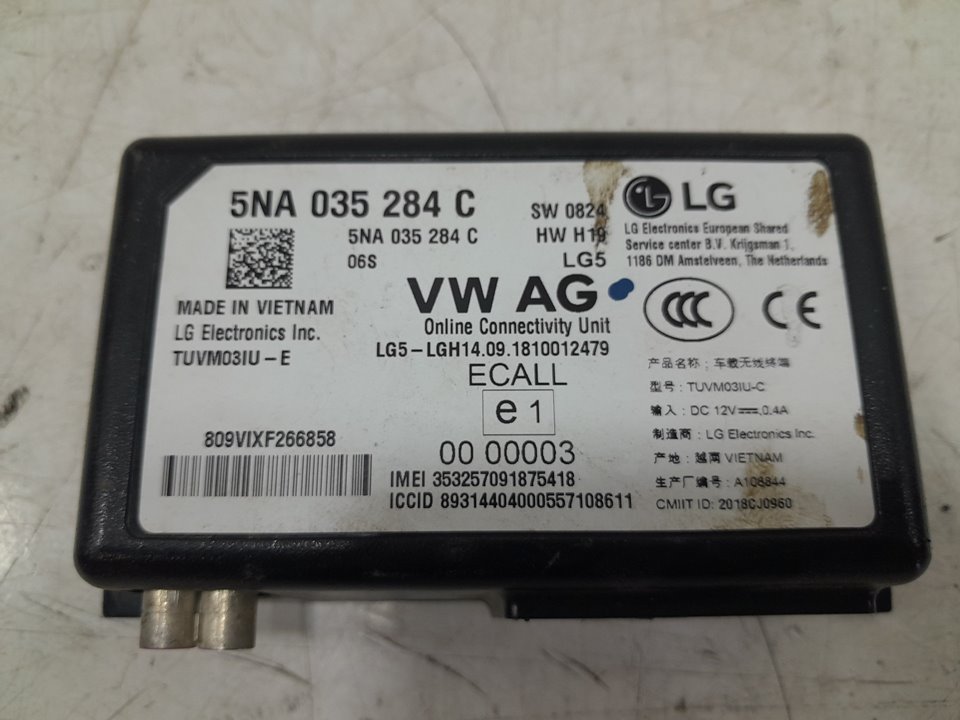 5NA 035 284 C
5NA 035 284 C
06S
SW 0824
HW H19
LG5
MADE IN VIETNAM
LG Electronics Inc.
TUVM03IU-E
VW AG
Online Connectivity Unit
LG5-LGH14.09.1810012479
ECALL
e1
00 00003
809VIXF266858
IMEI 353257091875418
ICCID 89314404000557108611
LG
LG Electronics European Shared
Service center B.V. Krijgsman 1,
1186 DM Amstelveen, The Netherlands
CCC CE
产品名称：车载无线终端
型号：TUVM03IU-C
输入：DC 12V⎓0.4A
制造商：LG Electronics Inc.
产地：越南 VIETNAM
生产厂编号：A108844
CMIIT ID: 2018CJ0960